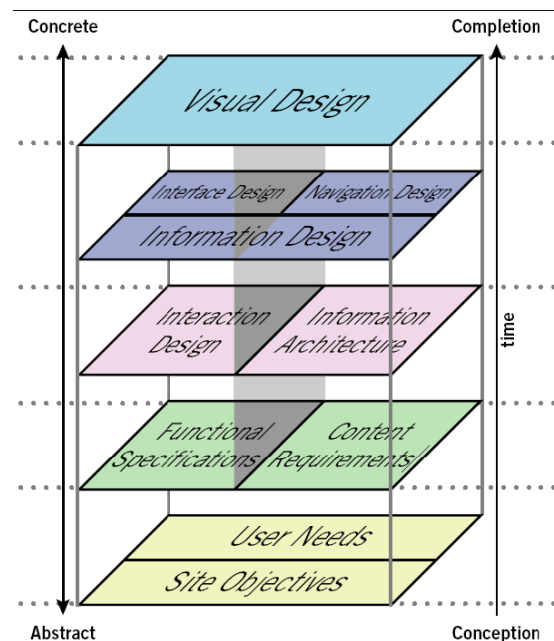 Concrete
Completion
Visual Design
Interface Design
Navigation Design
Information Design
Interaction
Design
Information
Architecture
time
Functional
Specifications
Content
Requirements
User Needs
Site Objectives
Abstract
Conception